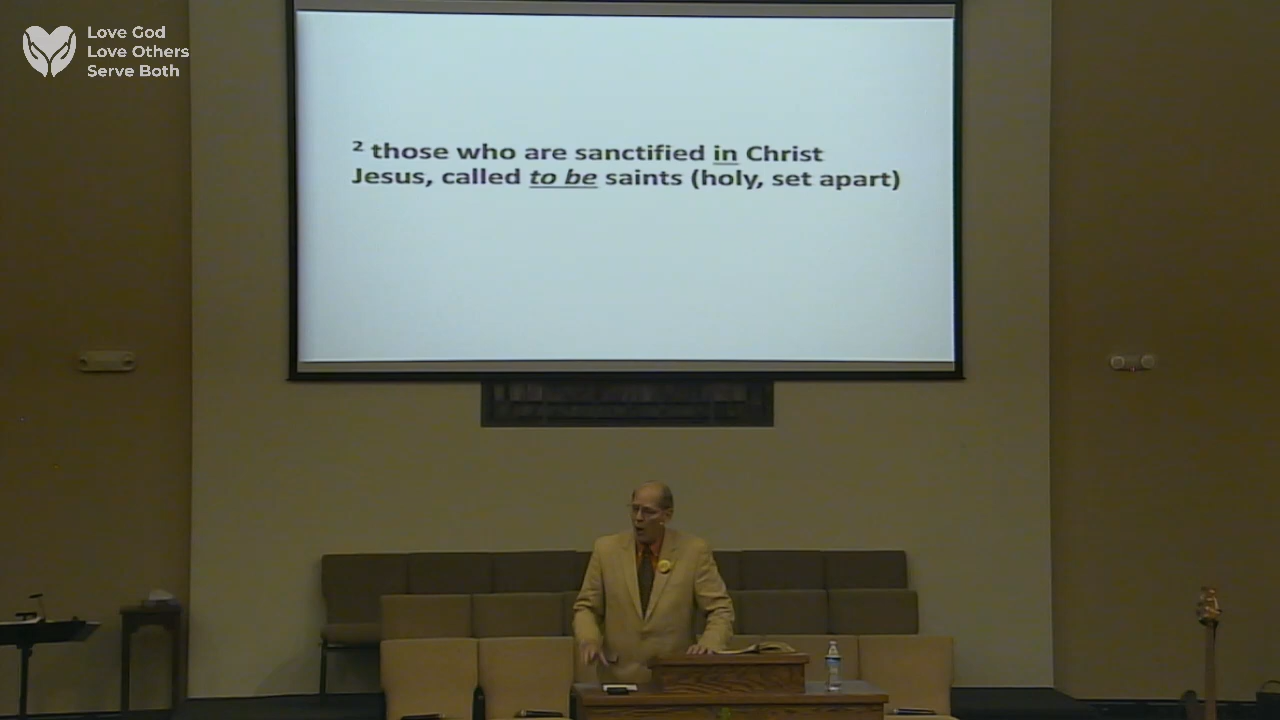 Love God
Love Others
Serve Both
² those who are sanctified in Christ
Jesus, called to be saints (holy, set apart)